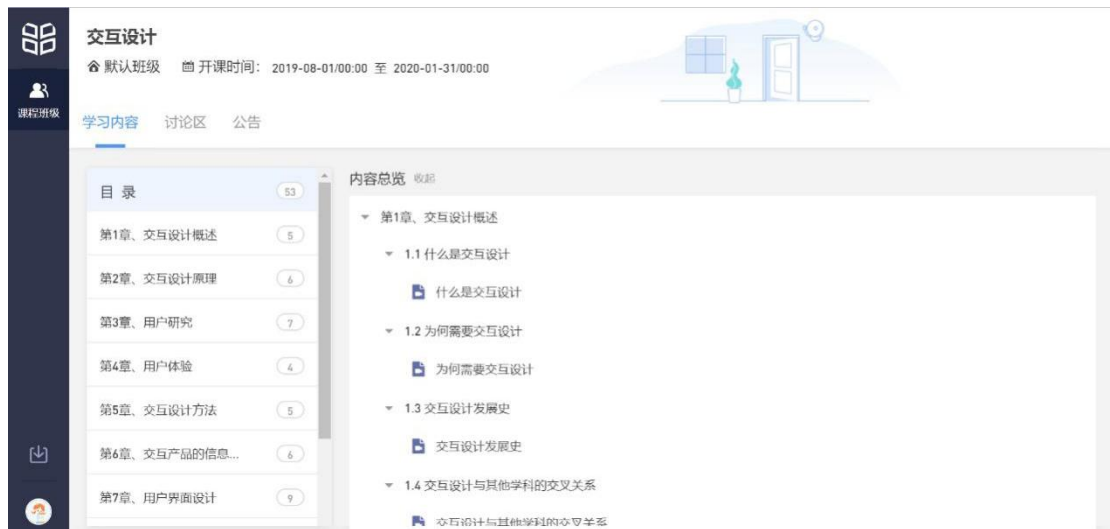 交互设计
默认班级 开课时间： 2019-08-01/00:00 至 2020-01-31/00:00
课程班级
学习内容 讨论区 公告
目 录 53
第1章、交互设计概述 5
第2章、交互设计原理 6
第3章、用户研究 7
第4章、用户体验 4
第5章、交互设计方法 5
第6章、交互产品的信息... 6
第7章、用户界面设计 9
内容总览 收起
第1章、交互设计概述
1.1 什么是交互设计
什么是交互设计
1.2 为何需要交互设计
为何需要交互设计
1.3 交互设计发展史
交互设计发展史
1.4 交互设计与其他学科的交叉关系
交互设计与其他学科的交叉关系